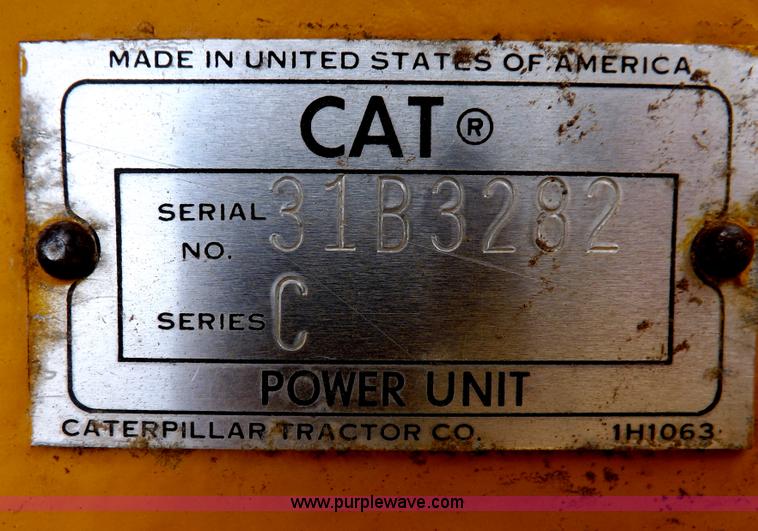 MADE IN UNITED STATES OF AMERICA
CAT®
SERIAL NO. 31B3282
SERIES C
POWER UNIT
CATERPILLAR TRACTOR CO. 1H1063
www.purplewave.com